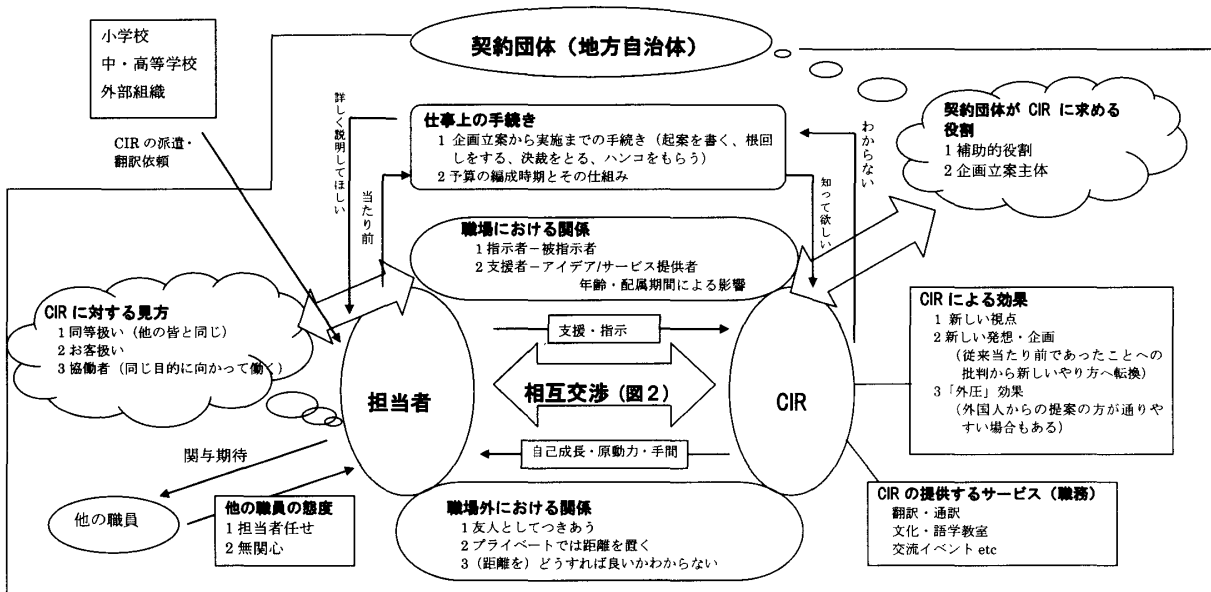 小学校
中・高等学校
外部組織
契約団体（地方自治体）
CIR の派遣・
翻訳依頼
詳しく説明してほしい
当たり前
仕事上の手続き
1 企画立案から実施までの手続き（起案を書く、根回
しをする、決裁をとる、ハンコをもらう）
2 予算の編成時期とその仕組み
わからない
知って欲しい
契約団体が CIR に求める
役割
1 補助的役割
2 企画立案主体
職場における関係
1 指示者－被指示者
2 支援者－アイデア/サービス提供者
年齢・配属期間による影響
CIR に対する見方
1 同等扱い（他の皆と同じ）
2 お客扱い
3 協働者（同じ目的に向かって働く）
担当者
支援・指示
相互交渉（図２）
自己成長・原動力・手間
CIR
CIR による効果
1 新しい視点
2 新しい発想・企画
（従来当たり前であったことへの
批判から新しいやり方へ転換）
3「外圧」効果
（外国人からの提案の方が通りや
すい場合もある）
関与期待
他の職員
他の職員の態度
1 担当者任せ
2 無関心
職場外における関係
1 友人としてつきあう
2 プライベートでは距離を置く
3（距離を）どうすれば良いかわからない
CIR の提供するサービス（職務）
翻訳・通訳
文化・語学教室
交流イベント etc